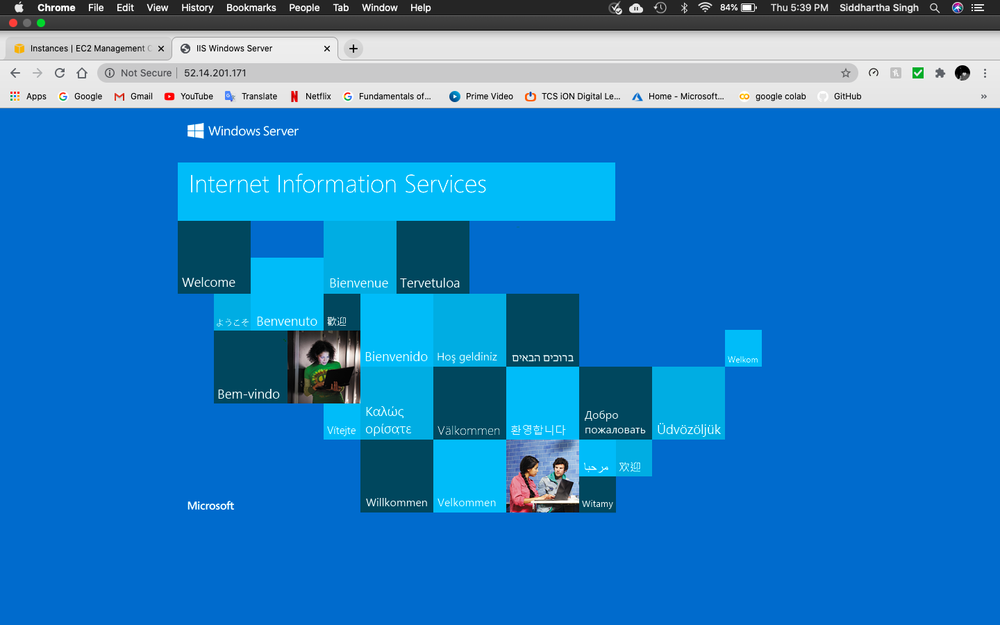 Chrome File Edit View History Bookmarks People Tab Window Help 84% Thu 5:39 PM Siddhartha Singh
Instances | EC2 Management C
IIS Windows Server
Not Secure 52.14.201.171
Apps Google Gmail YouTube Translate Netflix Fundamentals of... Prime Video TCS iON Digital Le... Home - Microsoft... google colab GitHub »
Windows Server
Internet Information Services
Welcome
Bienvenue
Tervetuloa
ようこそ
Benvenuto
歡迎
Bienvenido
Hoş geldiniz
ברוכים הבאים
Welkom
Bem-vindo
Vítejte
Καλώς
ορίσατε
Välkommen
환영합니다
Добро
пожаловать
Üdvözöljük
مرحبا
欢迎
Microsoft
Willkommen
Velkommen
Witamy